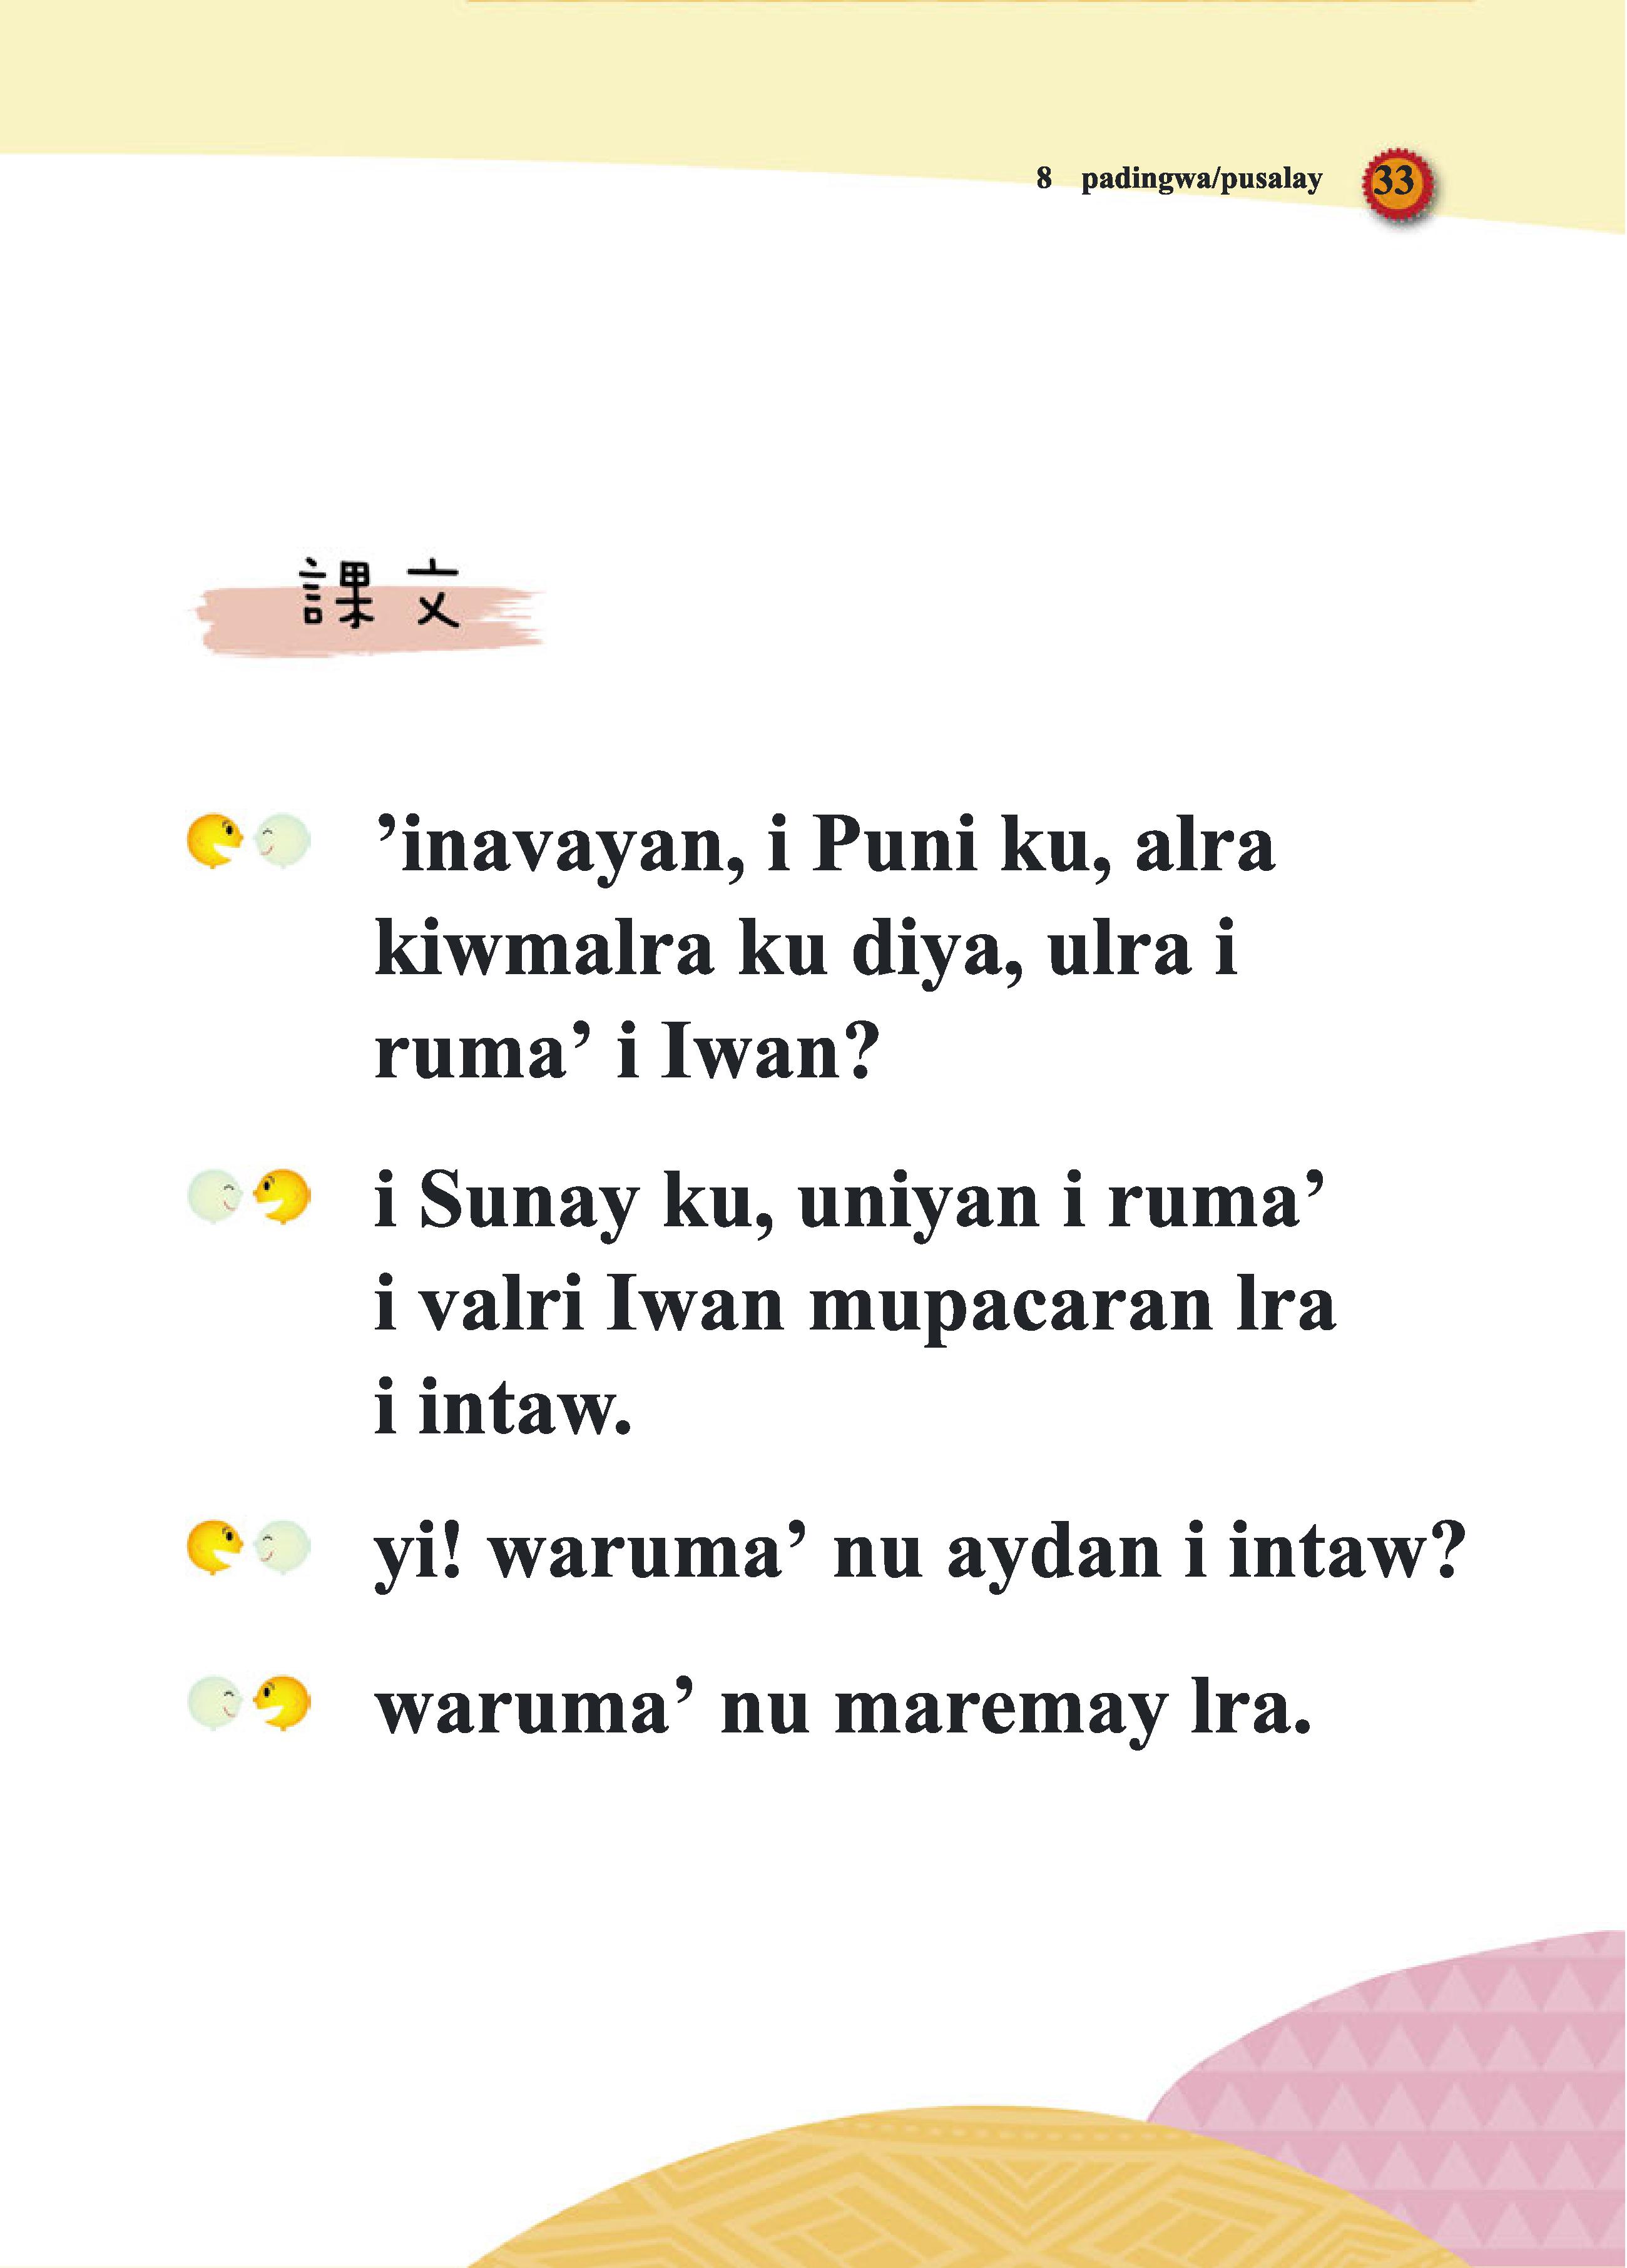 8 padingwa/pusalay 33
課文
’inavayan, i Puni ku, alra
kiwmalra ku diya, ulra i
ruma’ i Iwan?
i Sunay ku, uniyan i ruma’
i valri Iwan mupacaran lra
i intaw.
yi! waruma’ nu aydan i intaw?
waruma’ nu maremay lra.